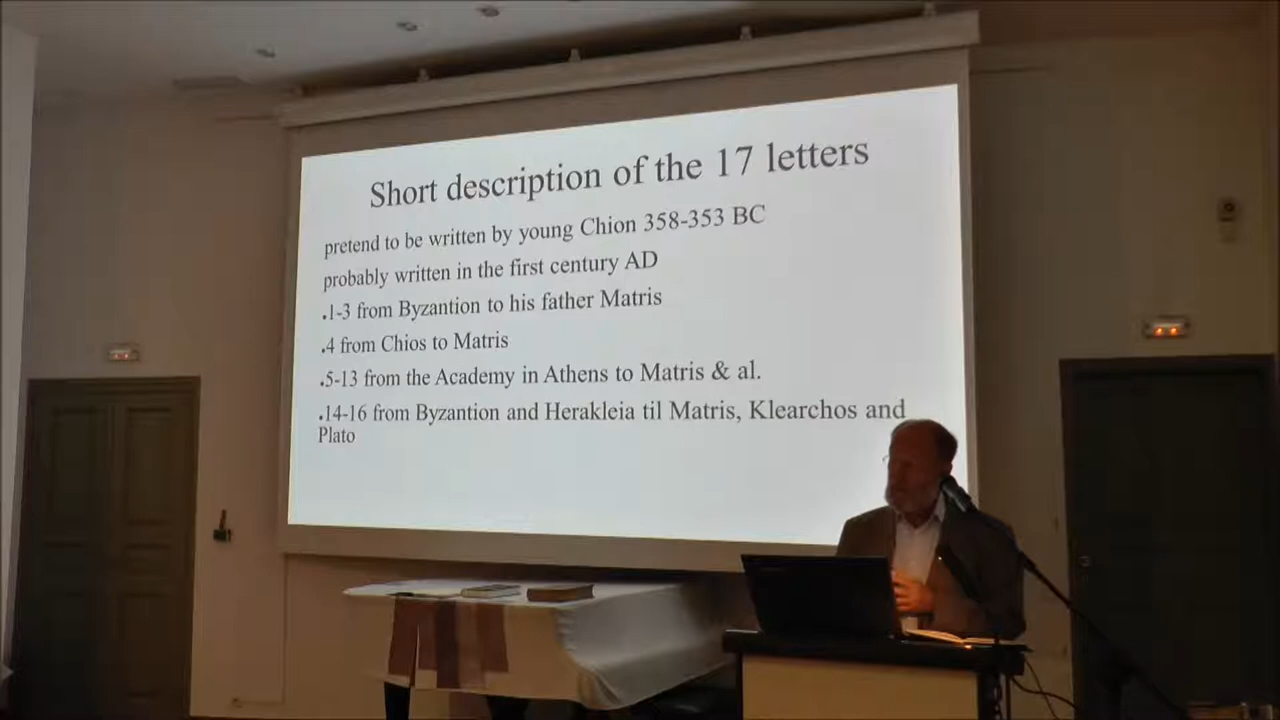 Short description of the 17 letters
pretend to be written by young Chion 358-353 BC
probably written in the first century AD
.1-3 from Byzantion to his father Matris
.4 from Chios to Matris
.5-13 from the Academy in Athens to Matris & al.
.14-16 from Byzantion and Herakleia til Matris, Klearchos and
Plato